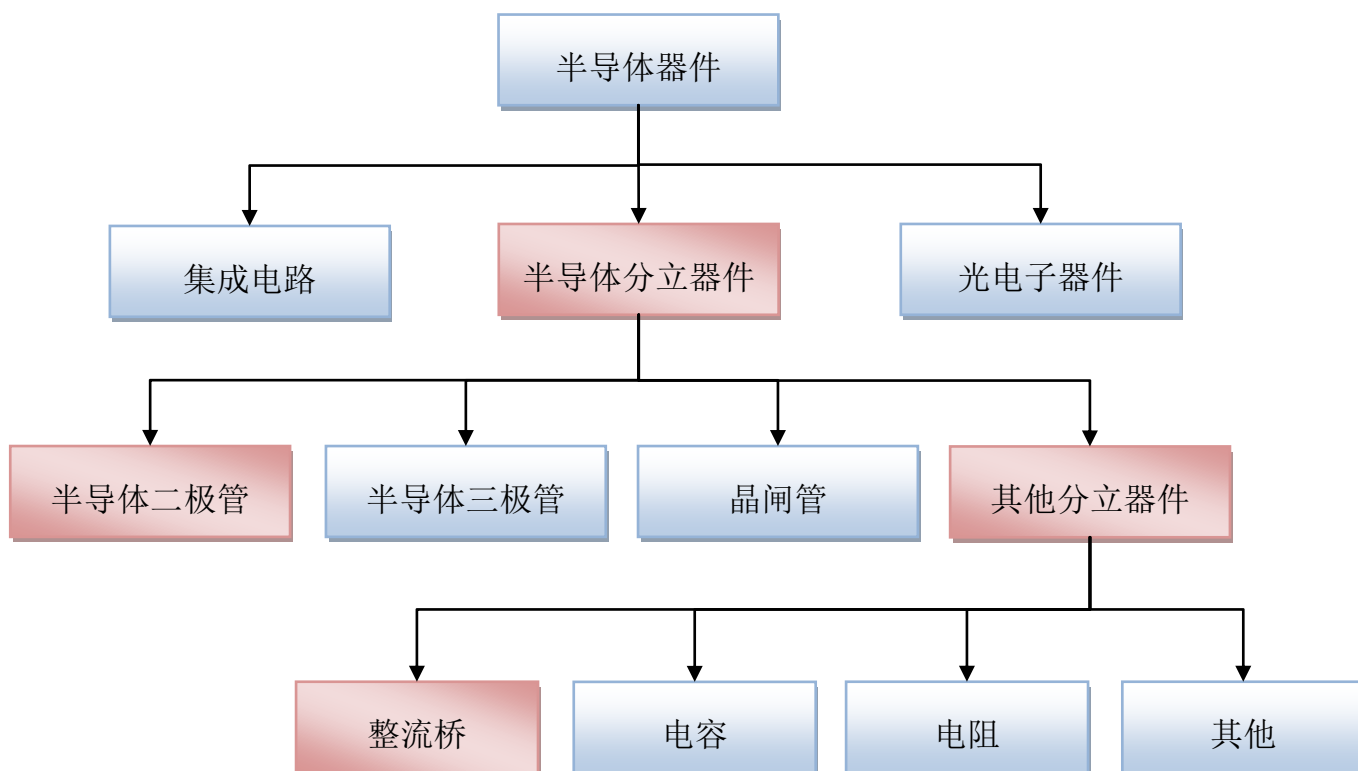 半导体器件
集成电路
半导体分立器件
光电子器件
半导体二极管
半导体三极管
晶闸管
其他分立器件
整流桥
电容
电阻
其他